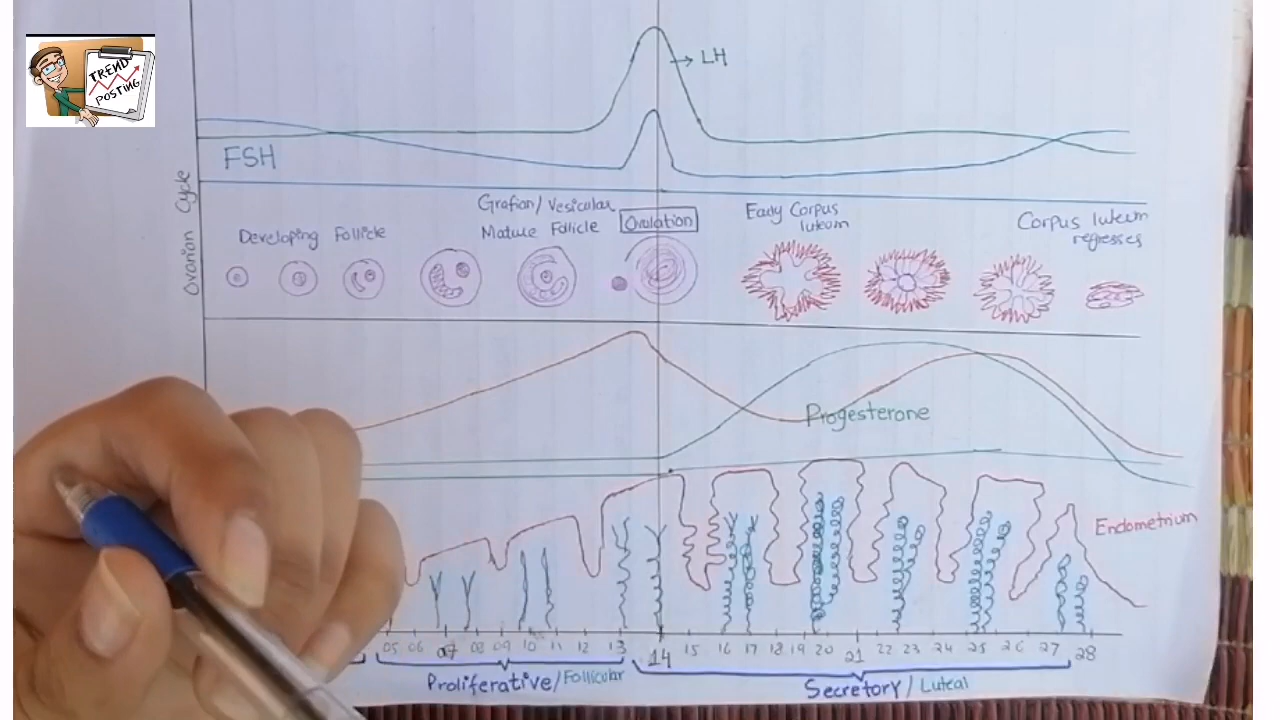 TREND
POSTING
LH
FSH
Ovarian Cycle
Developing Follicle
Grafian/Vesicular
Mature Follicle
Ovulation
Early Corpus
luteum
Corpus luteum
regresses
Progesterone
Endometrium
05 06 07 08 09 10 11 12 13 14 15 16 17 18 19 20 21 22 23 24 25 26 27 28
Proliferative/Follicular
Secretory/Luteal